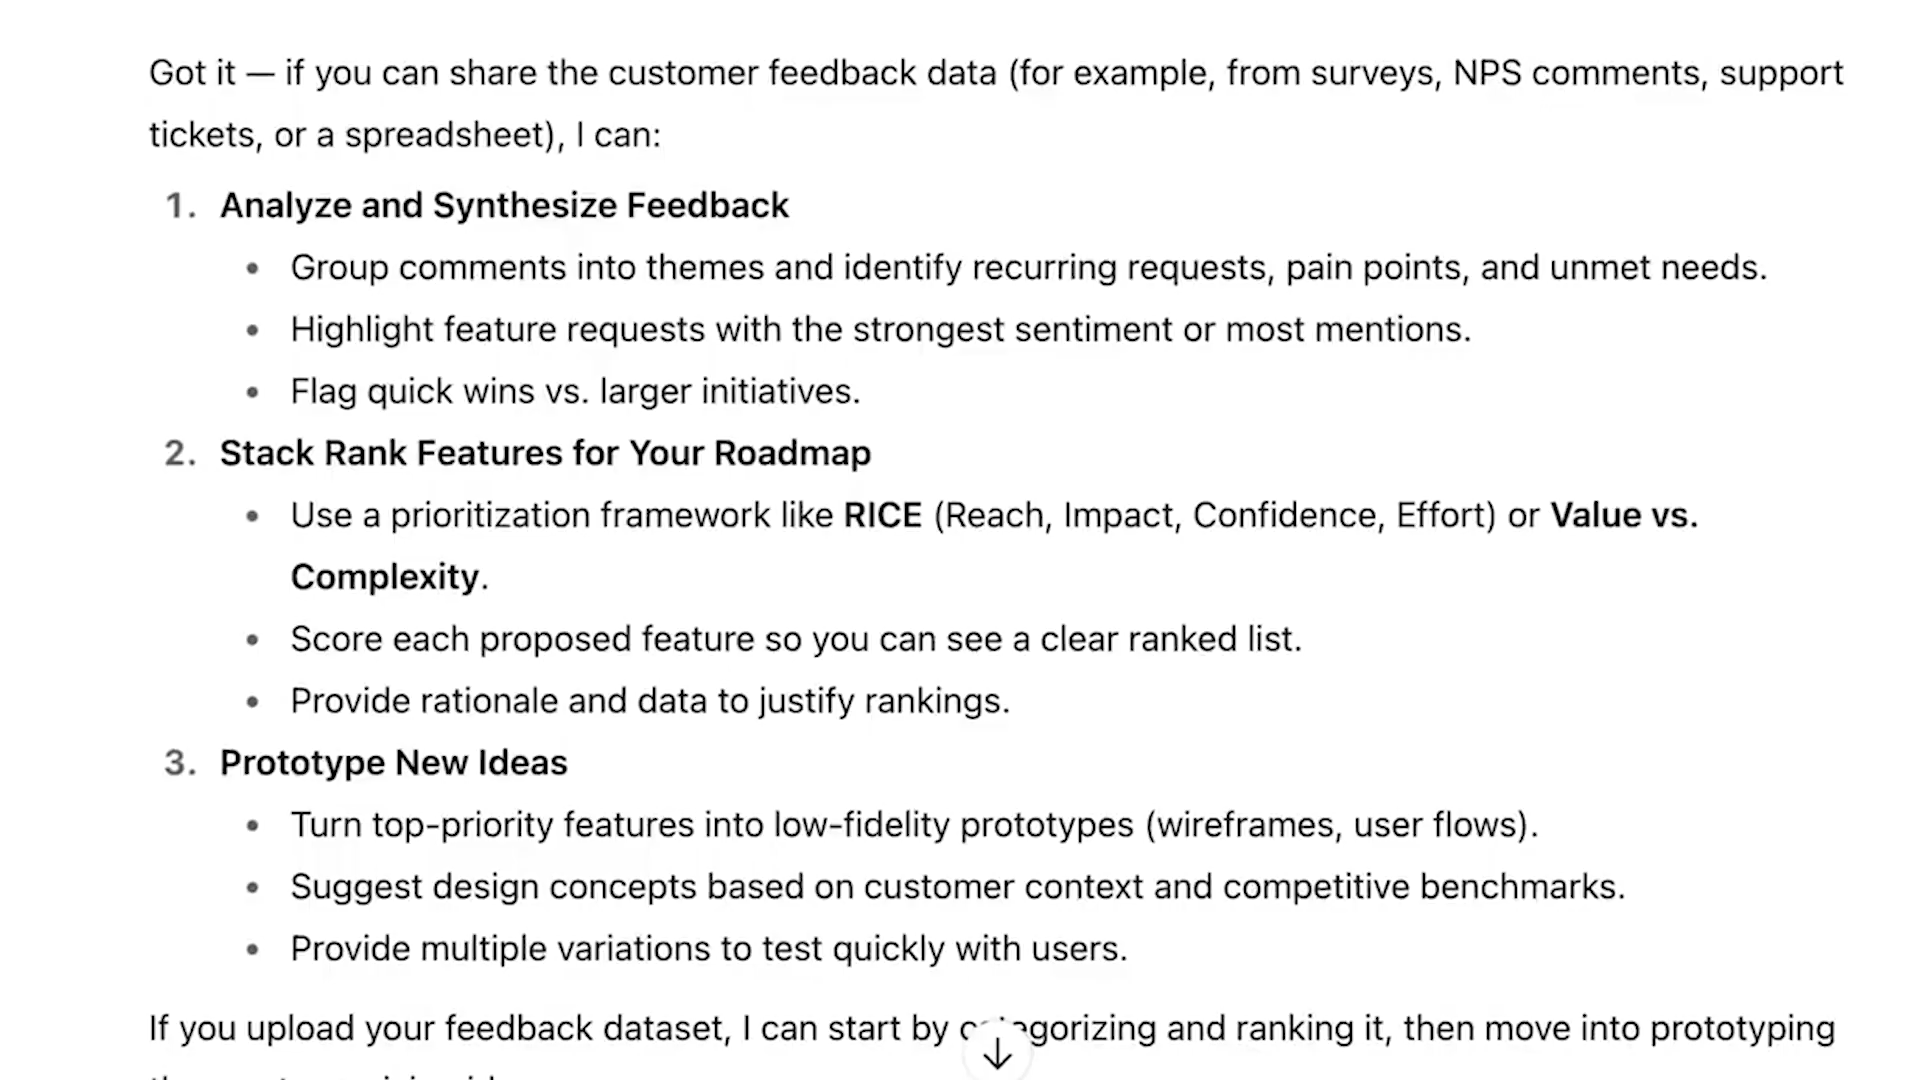 Got it — if you can share the customer feedback data (for example, from surveys, NPS comments, support
tickets, or a spreadsheet), I can:
1. Analyze and Synthesize Feedback
• Group comments into themes and identify recurring requests, pain points, and unmet needs.
• Highlight feature requests with the strongest sentiment or most mentions.
• Flag quick wins vs. larger initiatives.
2. Stack Rank Features for Your Roadmap
• Use a prioritization framework like RICE (Reach, Impact, Confidence, Effort) or Value vs.
Complexity.
• Score each proposed feature so you can see a clear ranked list.
• Provide rationale and data to justify rankings.
3. Prototype New Ideas
• Turn top-priority features into low-fidelity prototypes (wireframes, user flows).
• Suggest design concepts based on customer context and competitive benchmarks.
• Provide multiple variations to test quickly with users.
If you upload your feedback dataset, I can start by categorizing and ranking it, then move into prototyping